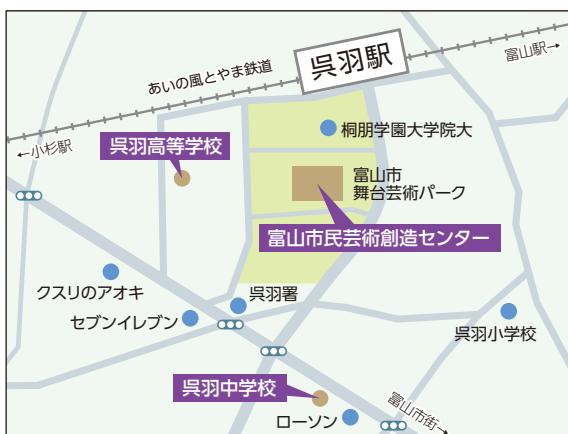 呉羽駅
富山駅→
あいの風とやま鉄道
←小杉駅
桐朋学園大学院大
呉羽高等学校
富山市
舞台芸術パーク
富山市民芸術創造センター
クスリのアオキ
呉羽署
セブンイレブン
呉羽小学校
呉羽中学校
ローソン
富山市街→